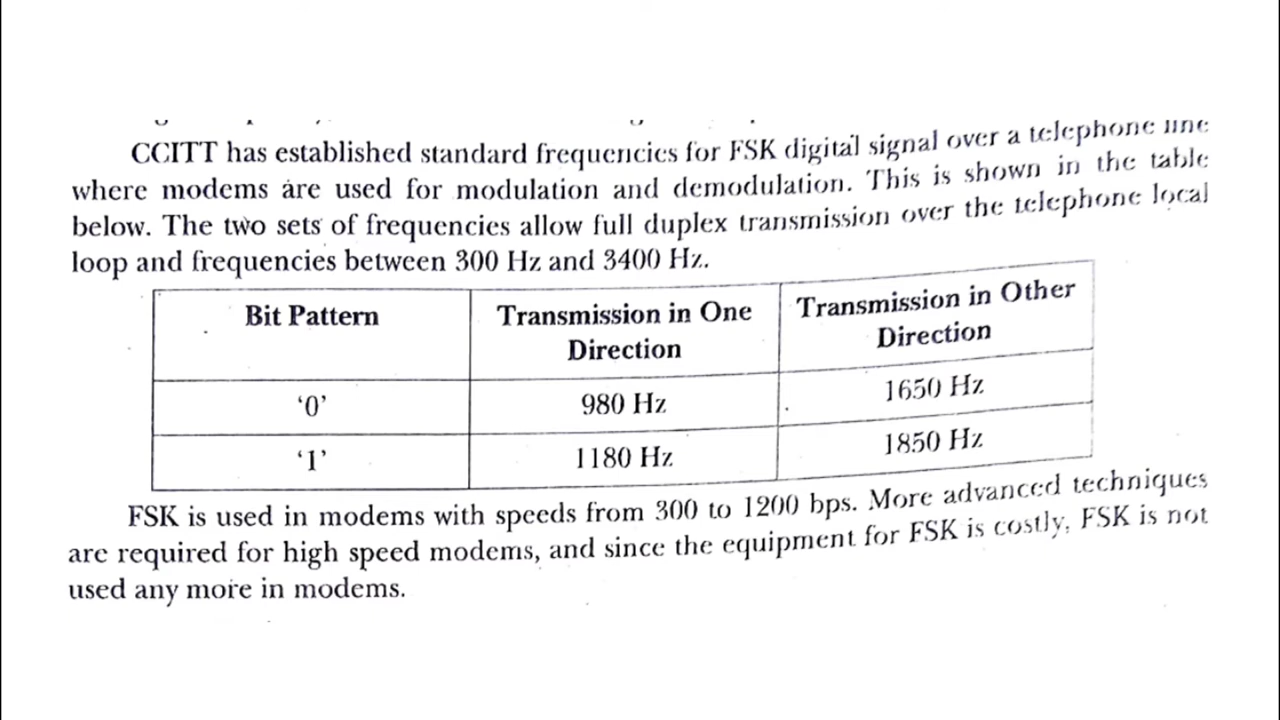 CCITT has established standard frequencies for FSK digital signal over a telephone line
where modems are used for modulation and demodulation. This is shown in the table
below. The two sets of frequencies allow full duplex transmission over the telephone local
loop and frequencies between 300 Hz and 3400 Hz.
Bit Pattern Transmission in One Transmission in Other
Direction Direction
‘0’ 980 Hz 1650 Hz
‘1’ 1180 Hz 1850 Hz
FSK is used in modems with speeds from 300 to 1200 bps. More advanced techniques
are required for high speed modems, and since the equipment for FSK is costly, FSK is not
used any more in modems.